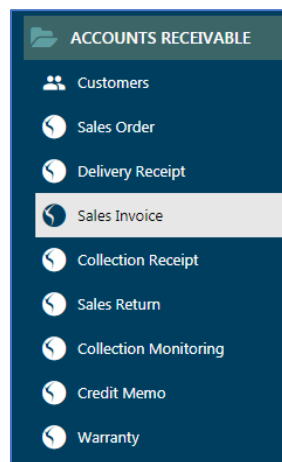 ACCOUNTS RECEIVABLE
Customers
Sales Order
Delivery Receipt
Sales Invoice
Collection Receipt
Sales Return
Collection Monitoring
Credit Memo
Warranty